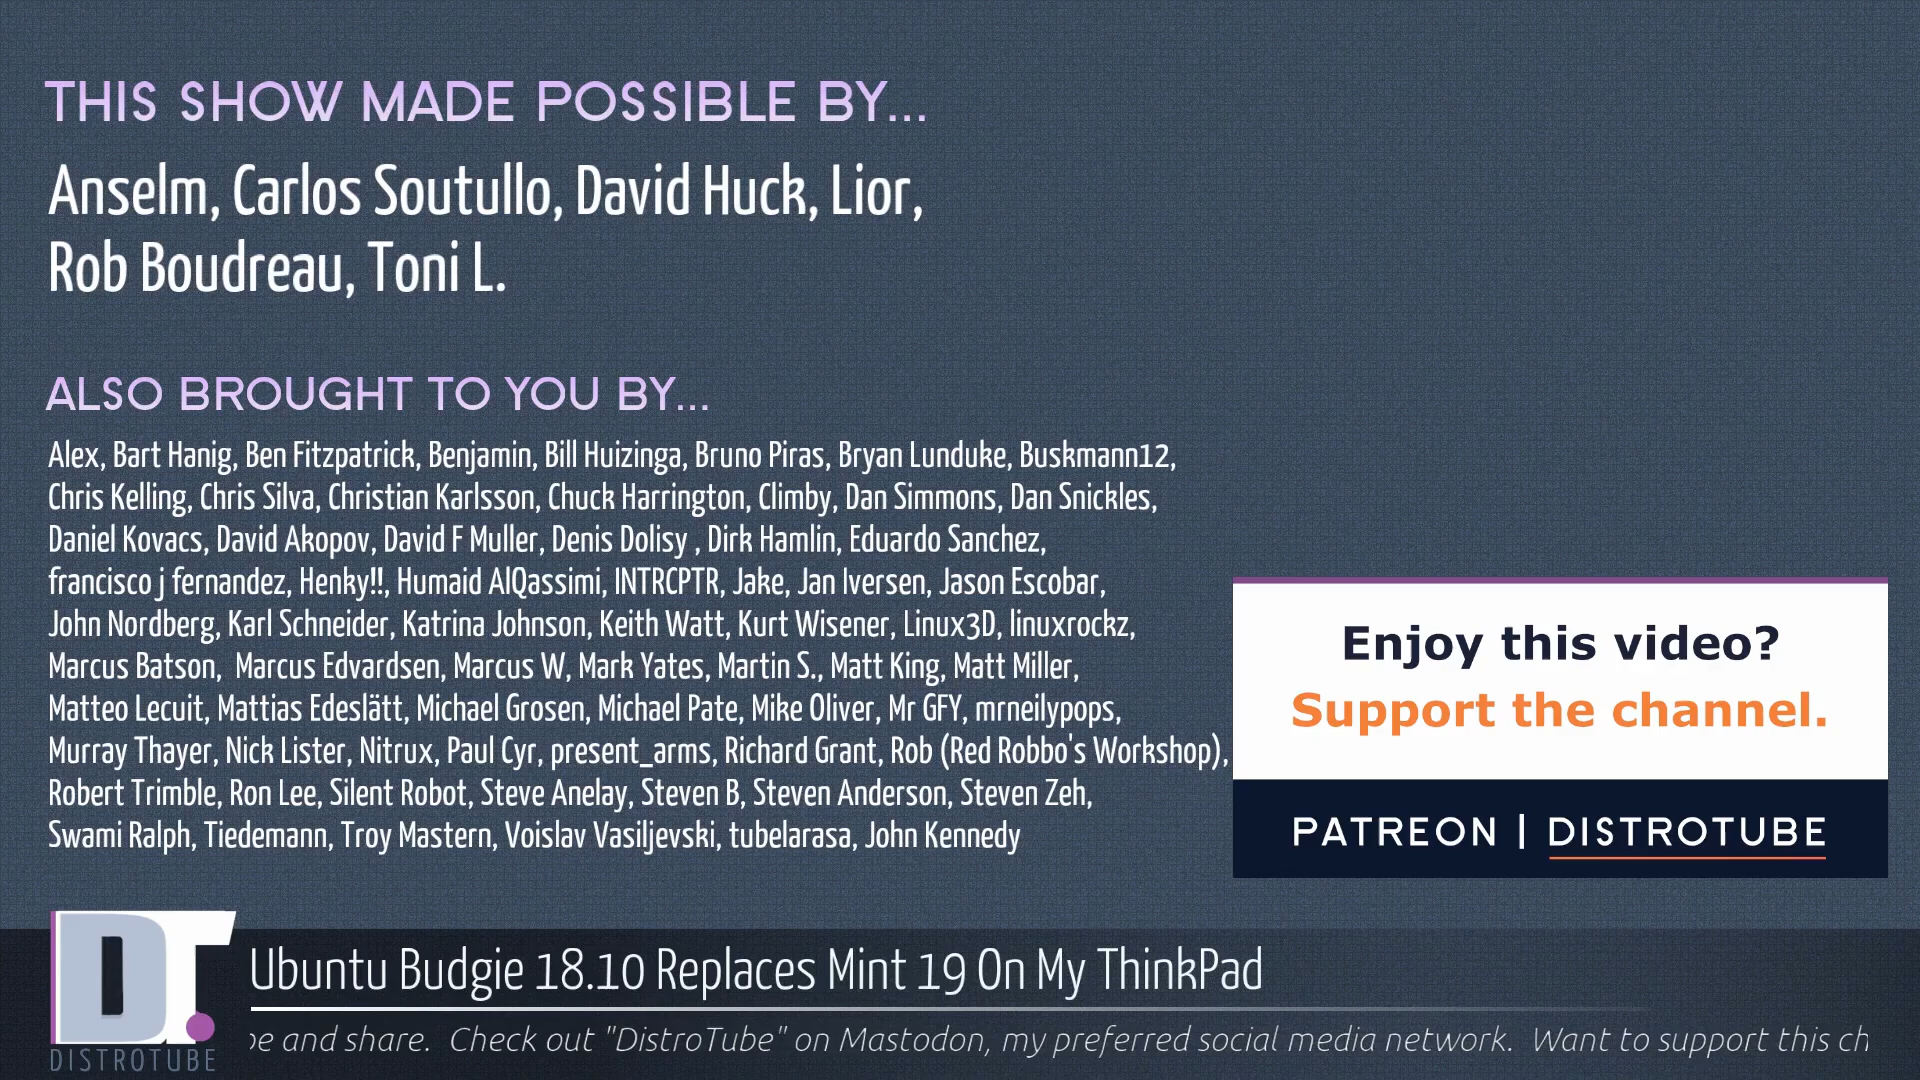 THIS SHOW MADE POSSIBLE BY...
Anselm, Carlos Soutullo, David Huck, Lior,
Rob Boudreau, Toni L.
ALSO BROUGHT TO YOU BY...
Alex, Bart Hanig, Ben Fitzpatrick, Benjamin, Bill Huizinga, Bruno Piras, Bryan Lunduke, Buskmann12,
Chris Kelling, Chris Silva, Christian Karlsson, Chuck Harrington, Climby, Dan Simmons, Dan Snickles,
Daniel Kovacs, David Akopov, David F Muller, Denis Dolisy , Dirk Hamlin, Eduardo Sanchez,
francisco j fernandez, Henky!!, Humaid AlQassimi, INTRCPTR, Jake, Jan Iversen, Jason Escobar,
John Nordberg, Karl Schneider, Katrina Johnson, Keith Watt, Kurt Wisener, Linux3D, linuxrockz,
Marcus Batson,  Marcus Edvardsen, Marcus W, Mark Yates, Martin S., Matt King, Matt Miller,
Matteo Lecuit, Mattias Edeslätt, Michael Grosen, Michael Pate, Mike Oliver, Mr GFY, mrneilypops,
Murray Thayer, Nick Lister, Nitrux, Paul Cyr, present_arms, Richard Grant, Rob (Red Robbo's Workshop),
Robert Trimble, Ron Lee, Silent Robot, Steve Anelay, Steven B, Steven Anderson, Steven Zeh,
Swami Ralph, Tiedemann, Troy Mastern, Voislav Vasiljevski, tubelarasa, John Kennedy
Enjoy this video?
Support the channel.
PATREON | DISTROTUBE
DT.
DISTROTUBE
Ubuntu Budgie 18.10 Replaces Mint 19 On My ThinkPad
be and share.  Check out "DistroTube" on Mastodon, my preferred social media network.  Want to support this ch